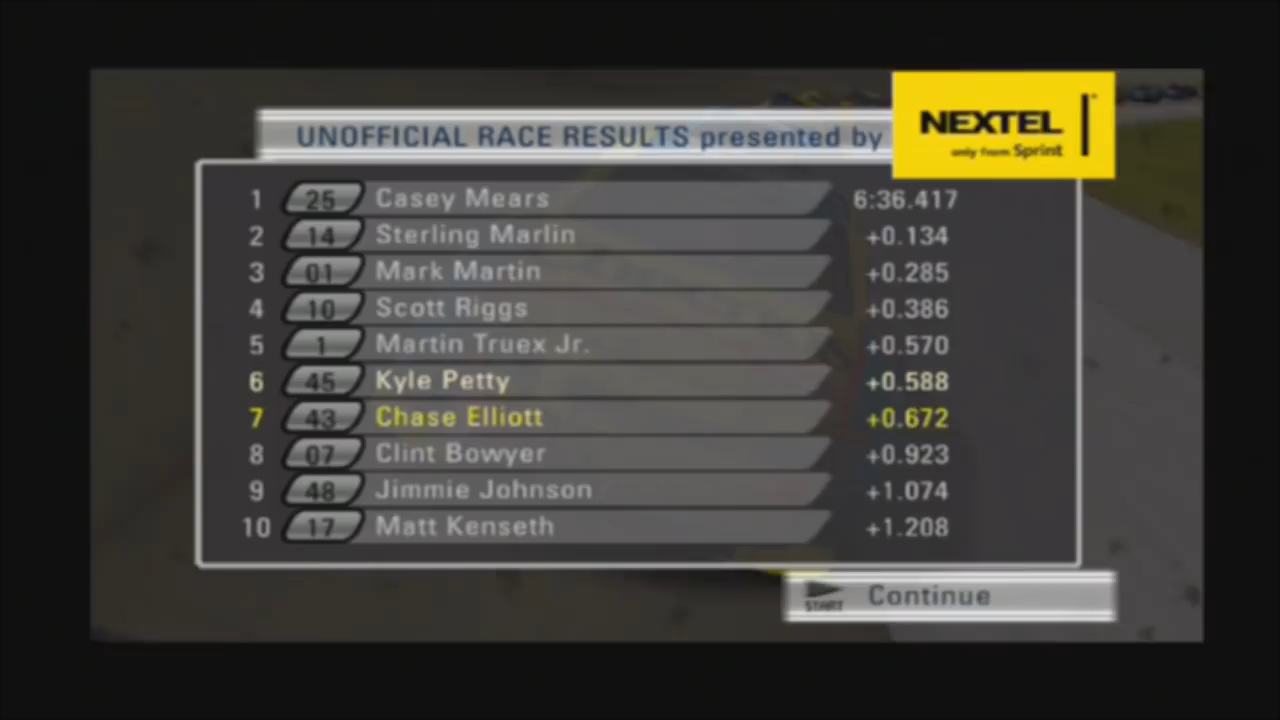 UNOFFICIAL RACE RESULTS presented by
NEXTEL
only from Sprint
1 25 Casey Mears 6:36.417
2 14 Sterling Marlin +0.134
3 01 Mark Martin +0.285
4 10 Scott Riggs +0.386
5 1 Martin Truex Jr. +0.570
6 45 Kyle Petty +0.588
7 43 Chase Elliott +0.672
8 07 Clint Bowyer +0.923
9 48 Jimmie Johnson +1.074
10 17 Matt Kenseth +1.208
START Continue